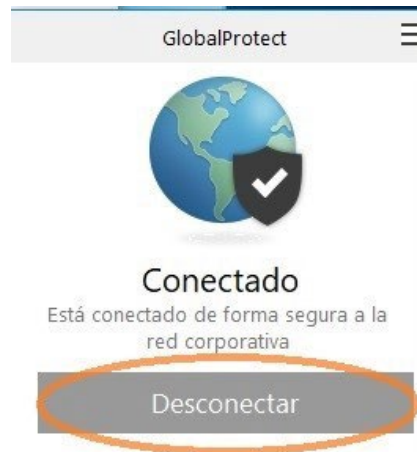 GlobalProtect
Conectado
Está conectado de forma segura a la
red corporativa
Desconectar